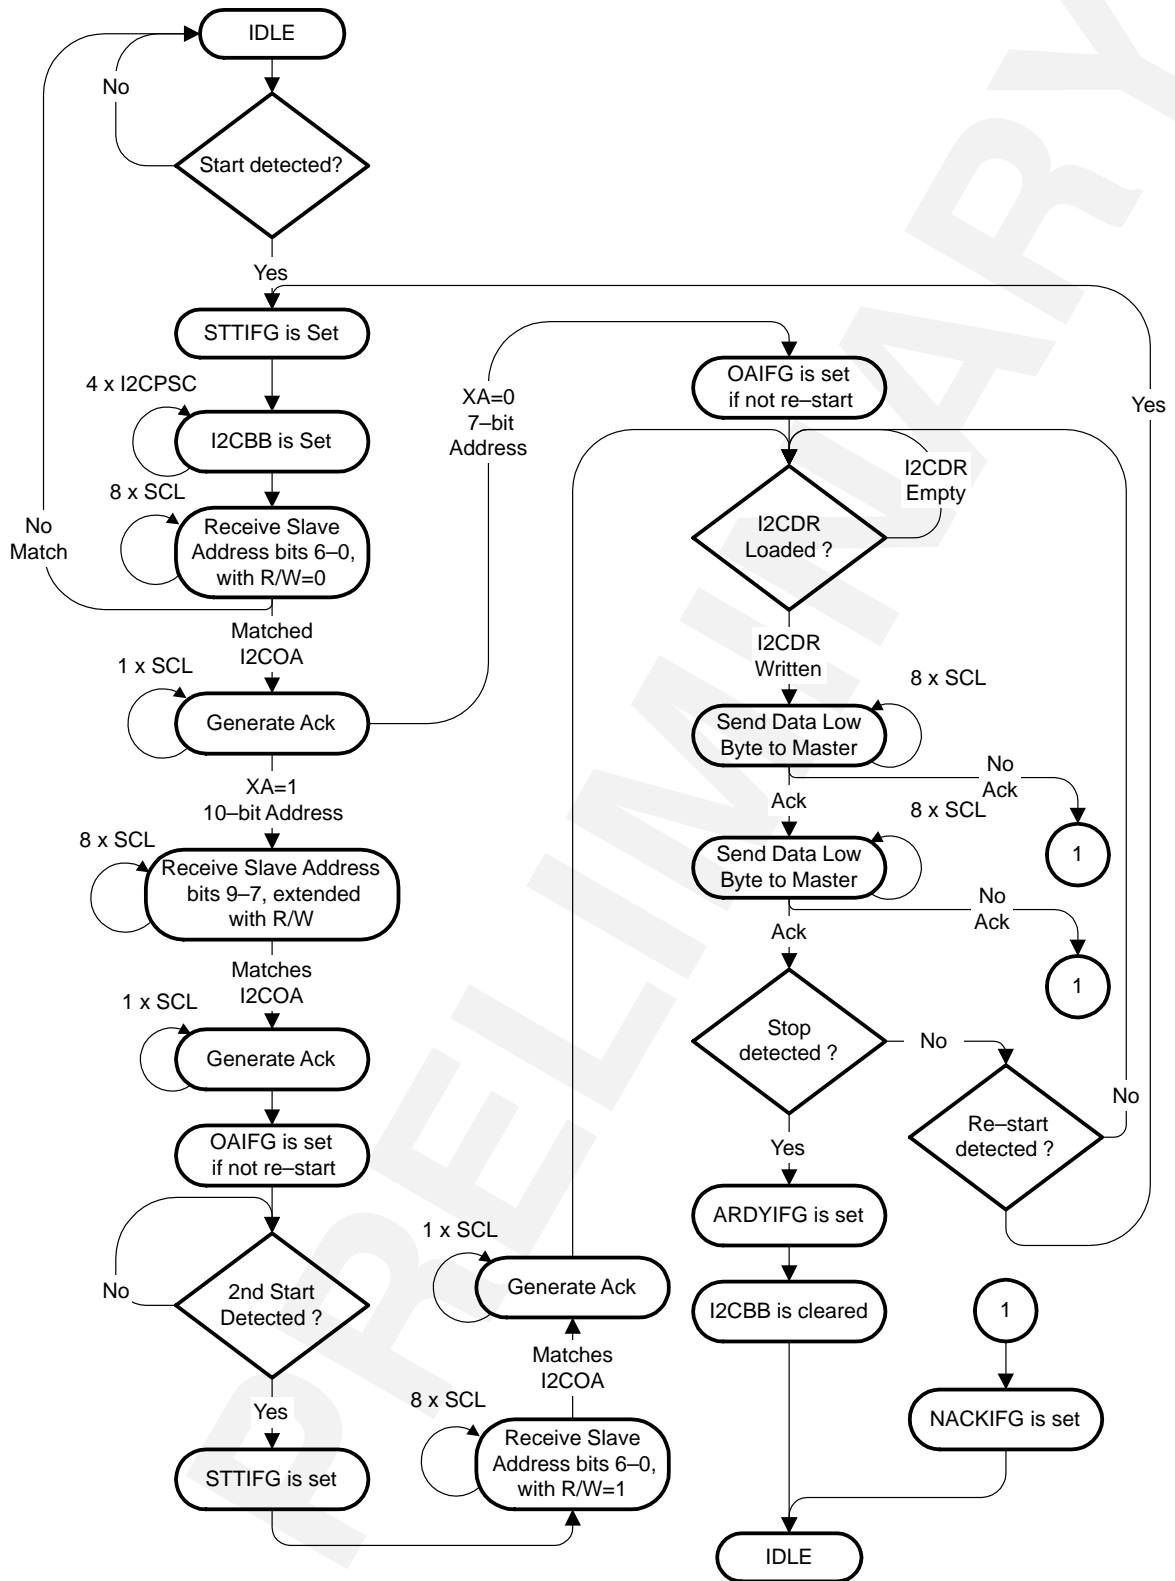 IDLE
No
Start detected?
Yes
STTIFG is Set
4 x I2CPSC
I2CBB is Set
8 x SCL
Receive Slave
Address bits 6–0,
with R/W=0
No
Match
Matched
I2COA
1 x SCL
Generate Ack
XA=0
7–bit
Address
XA=1
10–bit Address
8 x SCL
Receive Slave Address
bits 9–7, extended
with R/W
Matches
I2COA
1 x SCL
Generate Ack
OAIFG is set
if not re–start
No
2nd Start
Detected ?
Yes
STTIFG is set
8 x SCL
Receive Slave
Address bits 6–0,
with R/W=1
Matches
I2COA
1 x SCL
Generate Ack
OAIFG is set
if not re–start
Yes
I2CDR
Empty
I2CDR
Loaded ?
I2CDR
Written
8 x SCL
Send Data Low
Byte to Master
No
Ack
1
Ack
8 x SCL
Send Data Low
Byte to Master
No
Ack
1
Ack
Stop
detected ?
No
Re–start
detected ?
No
Yes
ARDYIFG is set
I2CBB is cleared
1
NACKIFG is set
IDLE
PRELIMINARY